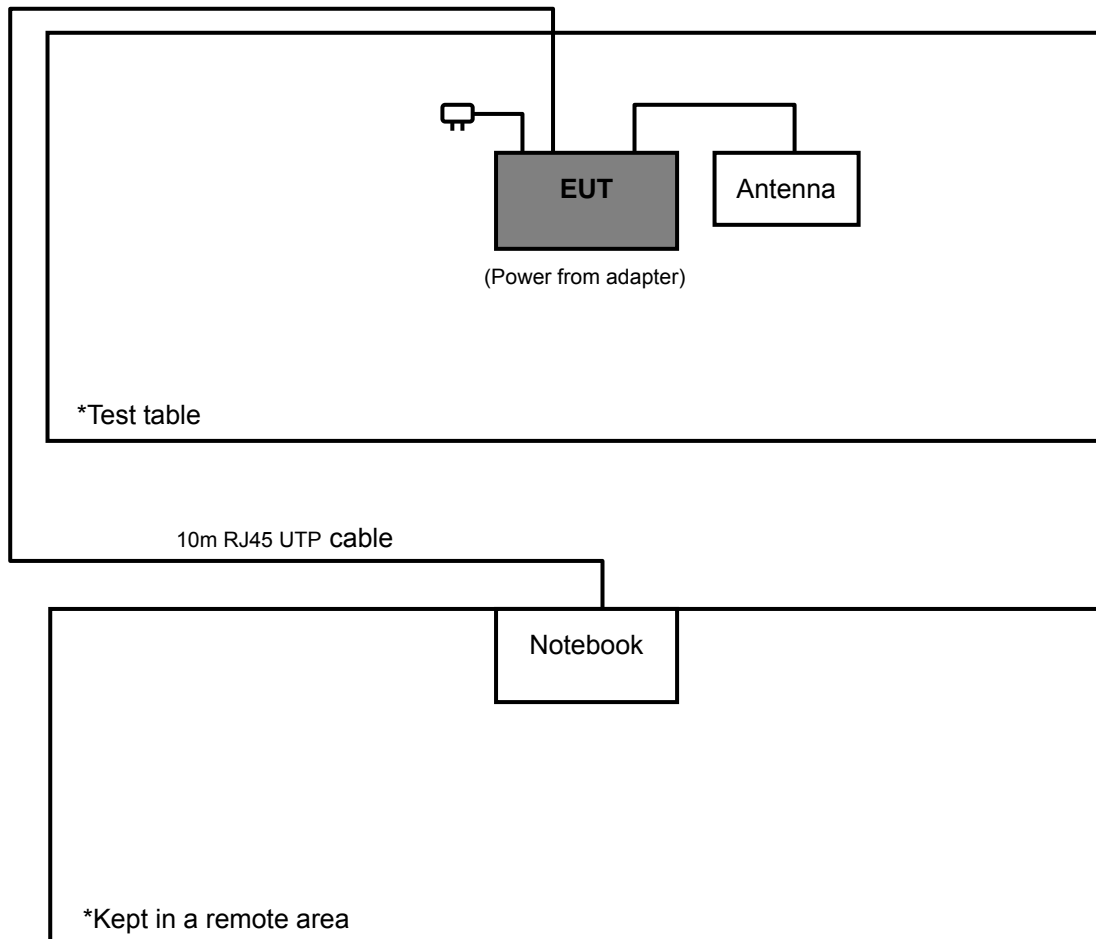 EUT
Antenna
(Power from adapter)
*Test table
10m RJ45 UTP cable
Notebook
*Kept in a remote area